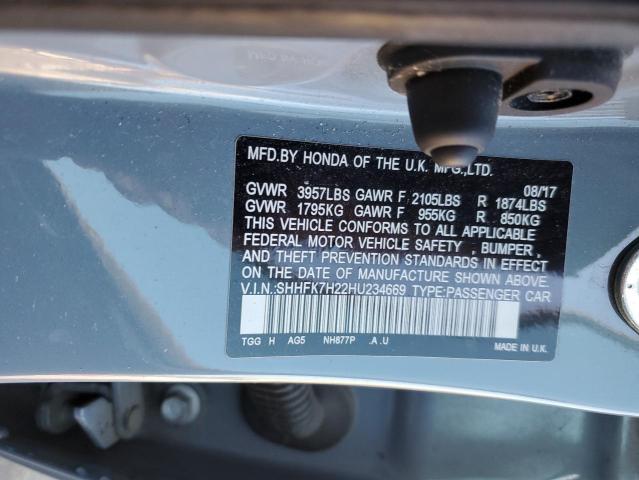 MFD.BY HONDA OF THE U.K. MFG.,LTD.
08/17
GVWR 3957LBS GAWR F 2105LBS R 1874LBS
GVWR 1795KG GAWR F 955KG R 850KG
THIS VEHICLE CONFORMS TO ALL APPLICABLE
FEDERAL MOTOR VEHICLE SAFETY , BUMPER ,
AND THEFT PREVENTION STANDARDS IN EFFECT
ON THE DATE OF MANUFACTURE SHOWN ABOVE.
V.I.N.:SHHFK7H22HU234669 TYPE:PASSENGER CAR
TGG H AG5 NH877P .A.U MADE IN U.K.